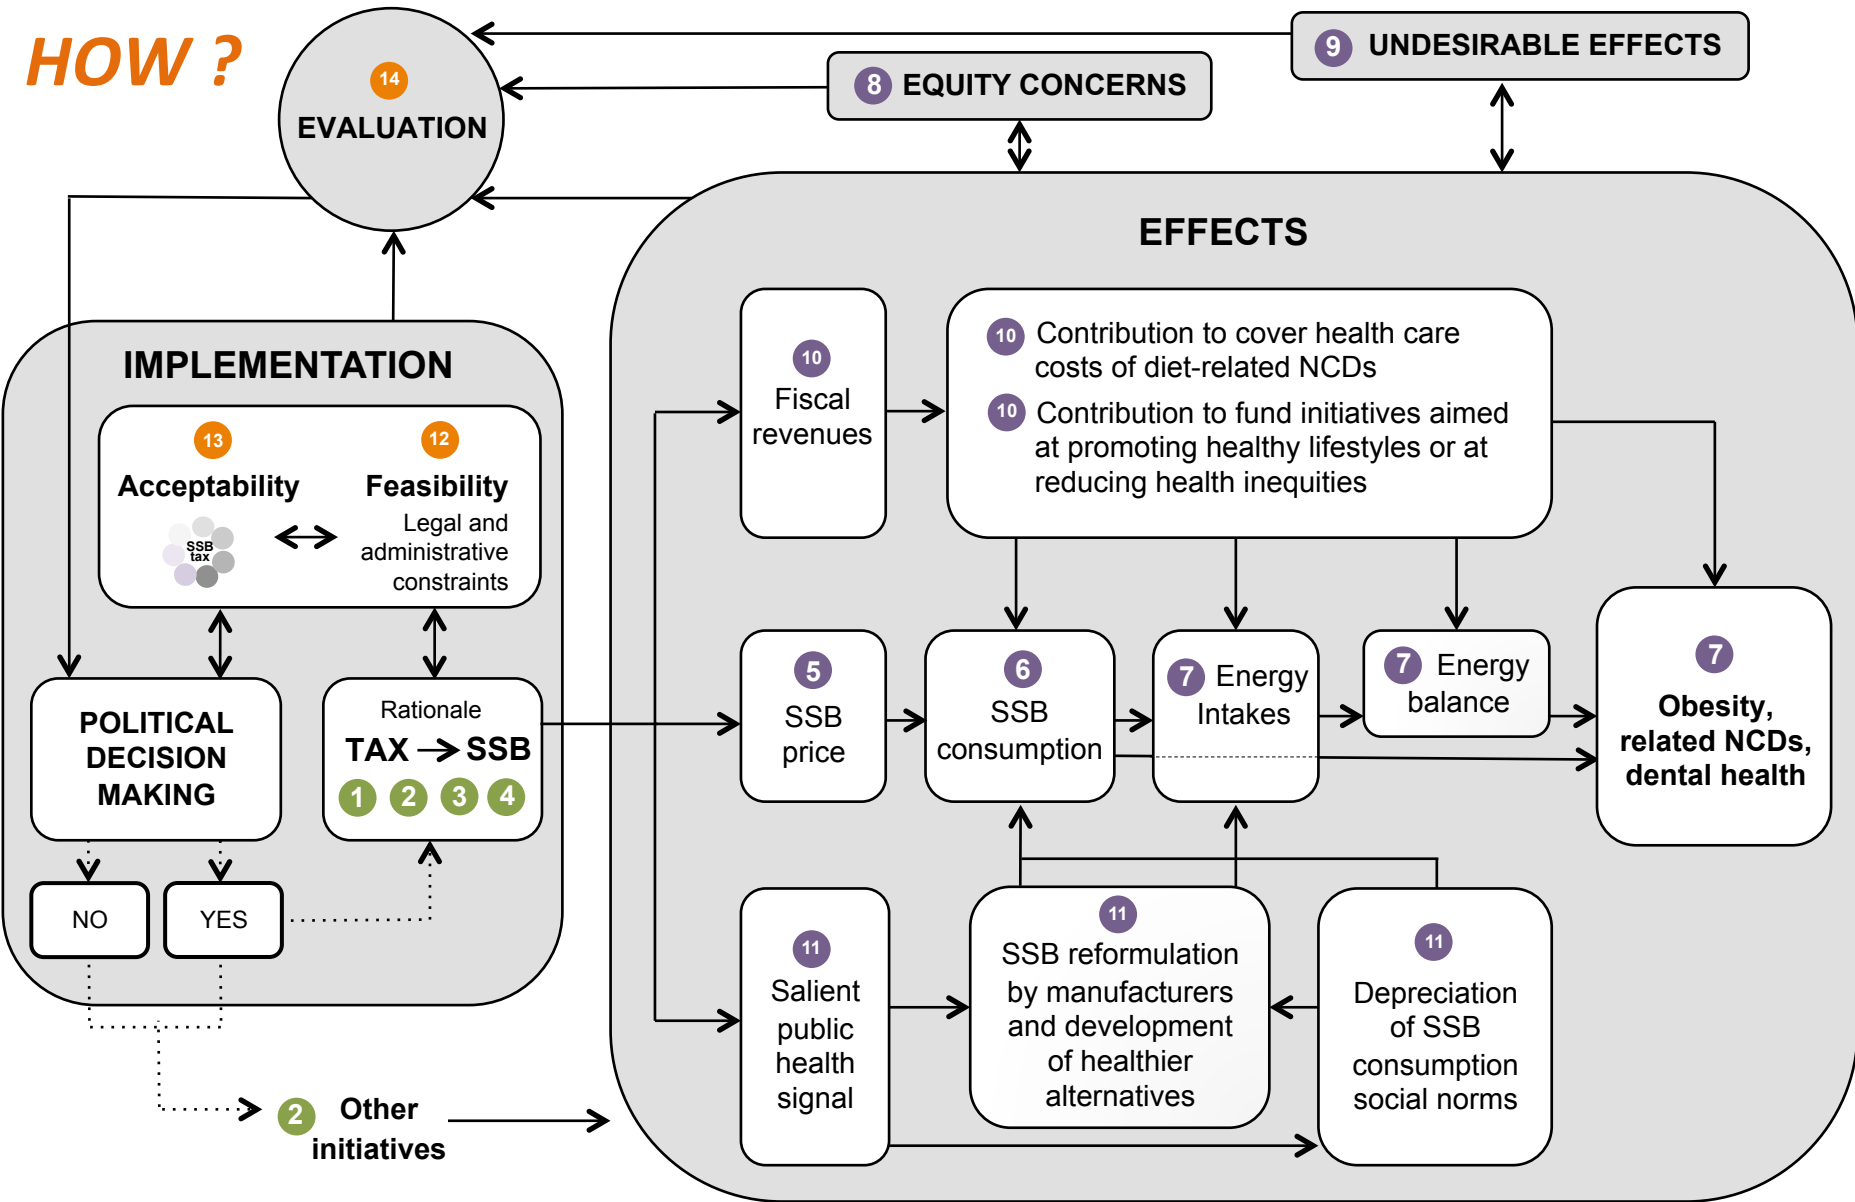 HOW ?
14
EVALUATION
8 EQUITY CONCERNS
9 UNDESIRABLE EFFECTS
IMPLEMENTATION
13
Acceptability
SSB
tax
12
Feasibility
Legal and
administrative
constraints
POLITICAL
DECISION
MAKING
Rationale
TAX → SSB
1 2 3 4
NO
YES
2 Other
initiatives
EFFECTS
10
Fiscal
revenues
10 Contribution to cover health care
costs of diet-related NCDs
10 Contribution to fund initiatives aimed
at promoting healthy lifestyles or at
reducing health inequities
5
SSB
price
6
SSB
consumption
7 Energy
Intakes
7 Energy
balance
7
Obesity,
related NCDs,
dental health
11
Salient
public
health
signal
11
SSB reformulation
by manufacturers
and development
of healthier
alternatives
11
Depreciation
of SSB
consumption
social norms